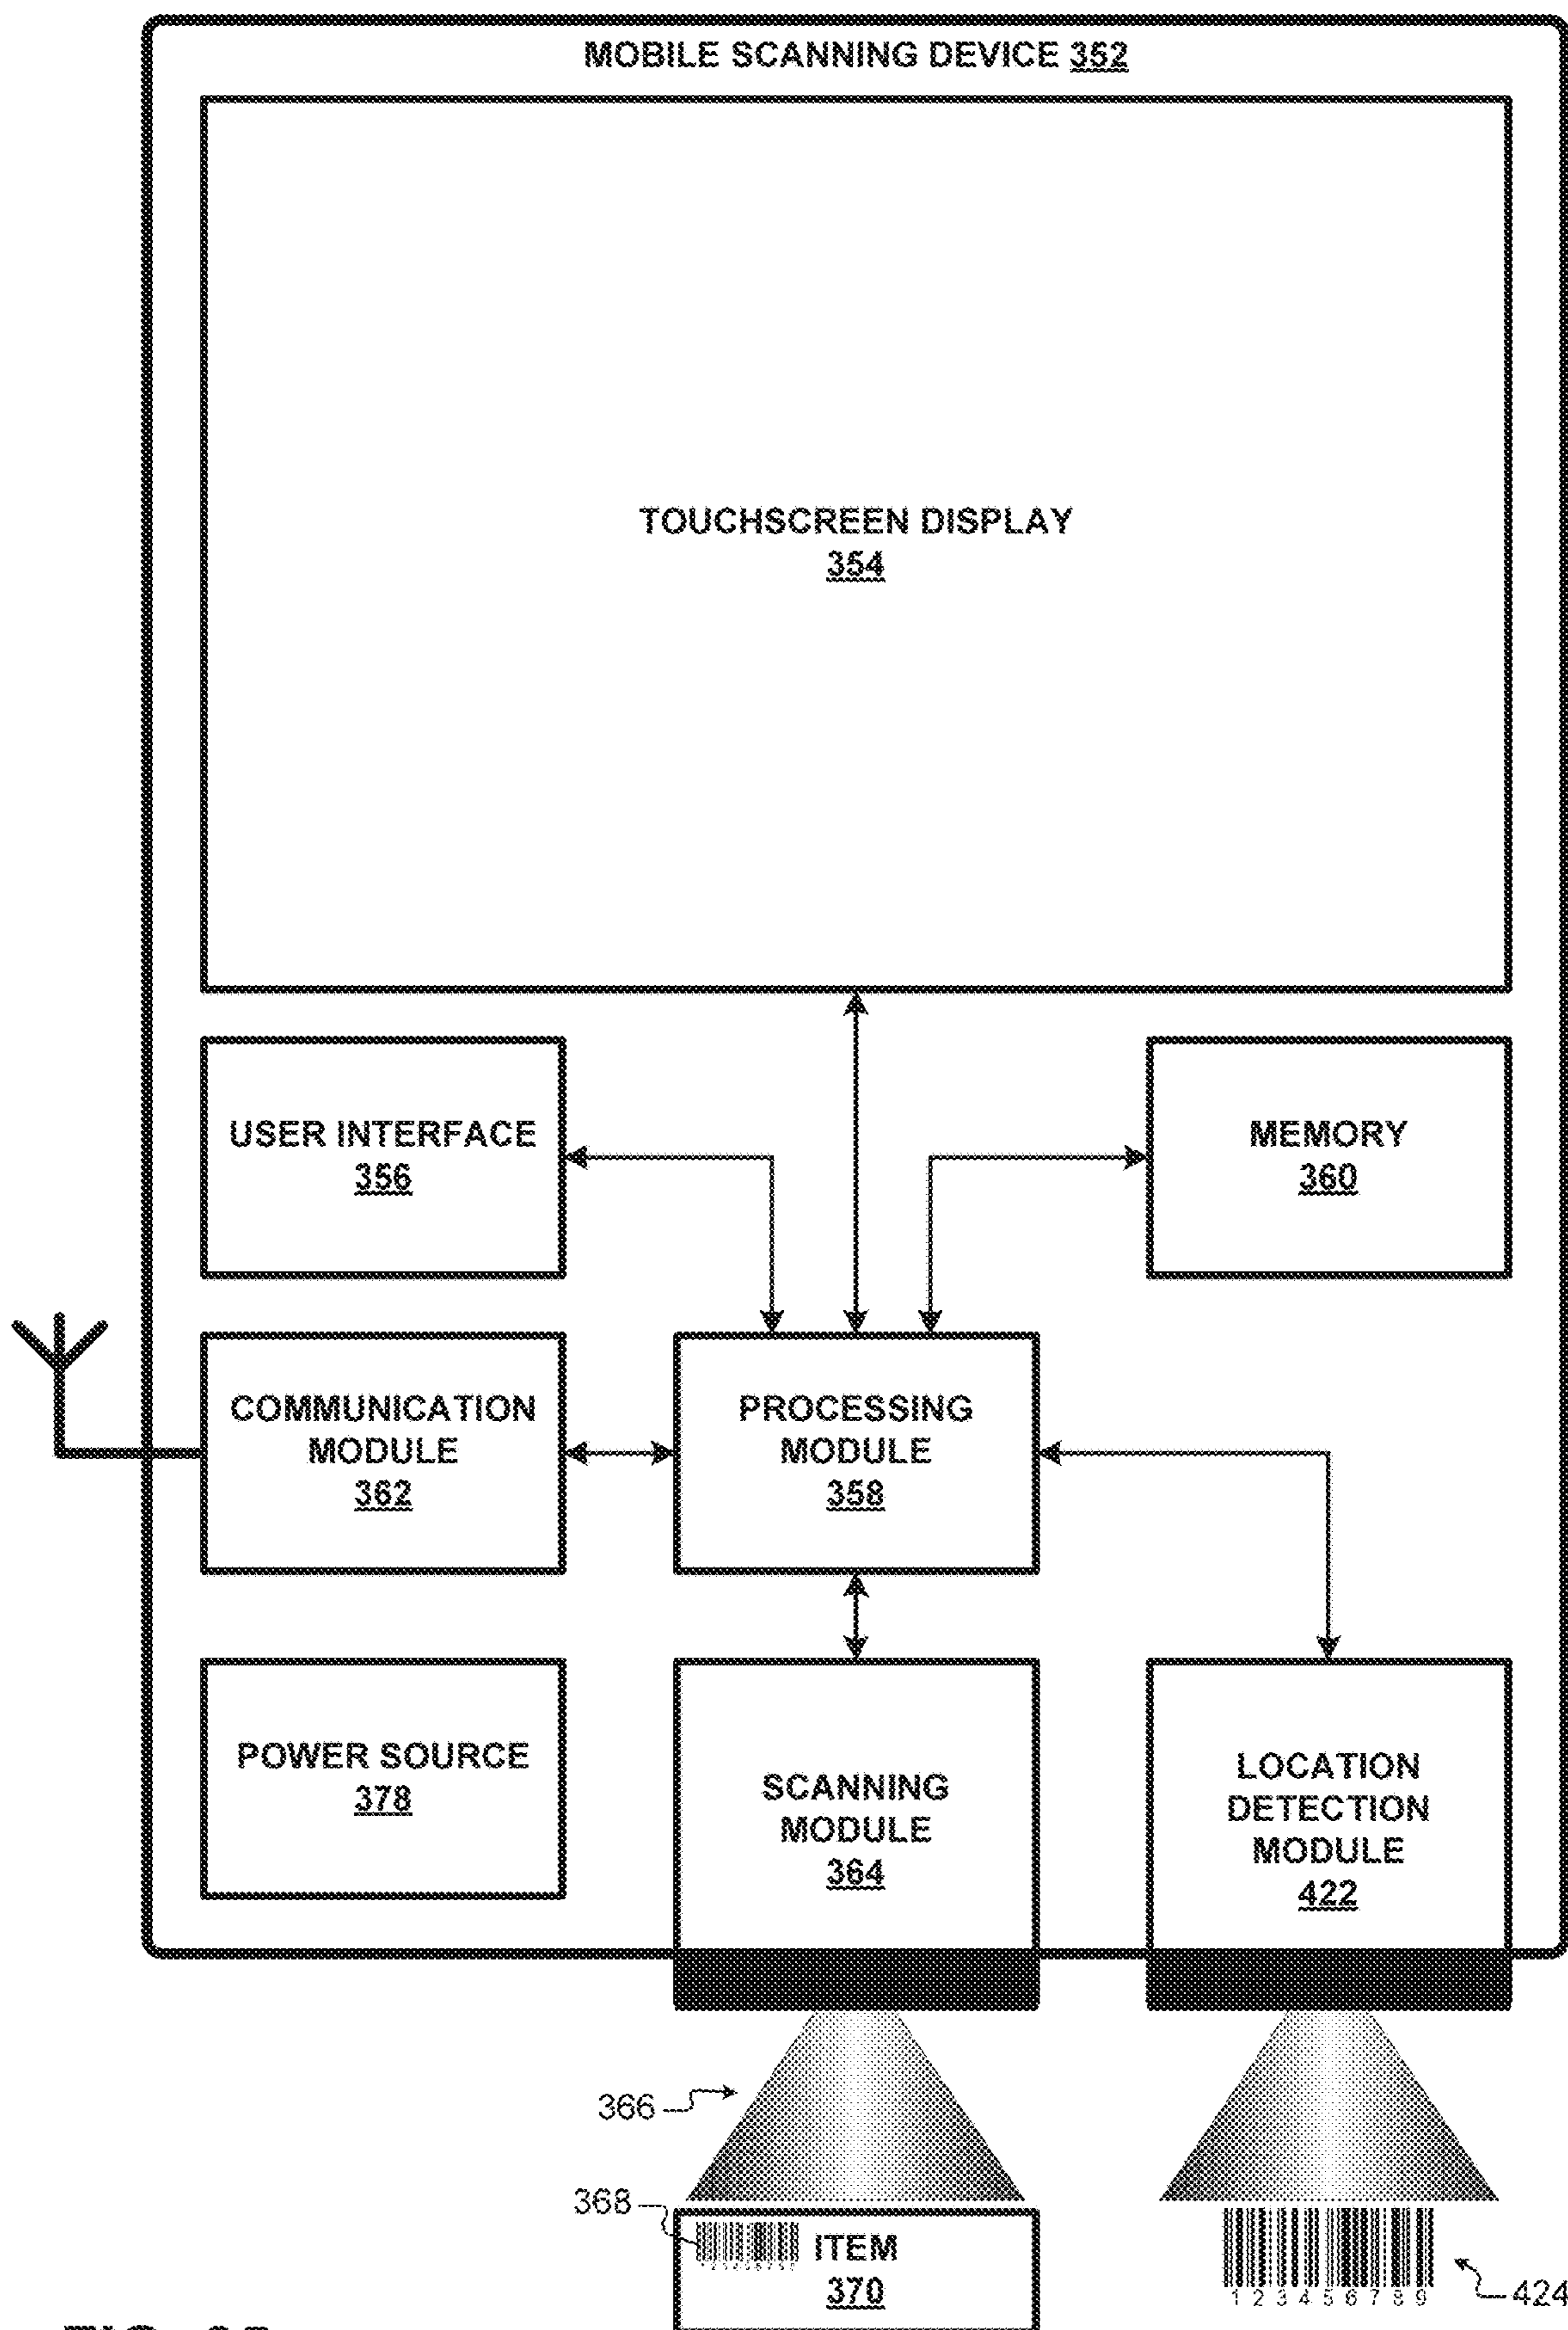 MOBILE SCANNING DEVICE 352
TOUCHSCREEN DISPLAY
354
USER INTERFACE
356
MEMORY
360
COMMUNICATION
MODULE
362
PROCESSING
MODULE
358
POWER SOURCE
378
SCANNING
MODULE
364
LOCATION
DETECTION
MODULE
422
366
368
ITEM
370
1 2 3 4 5 6 7 8 9
424